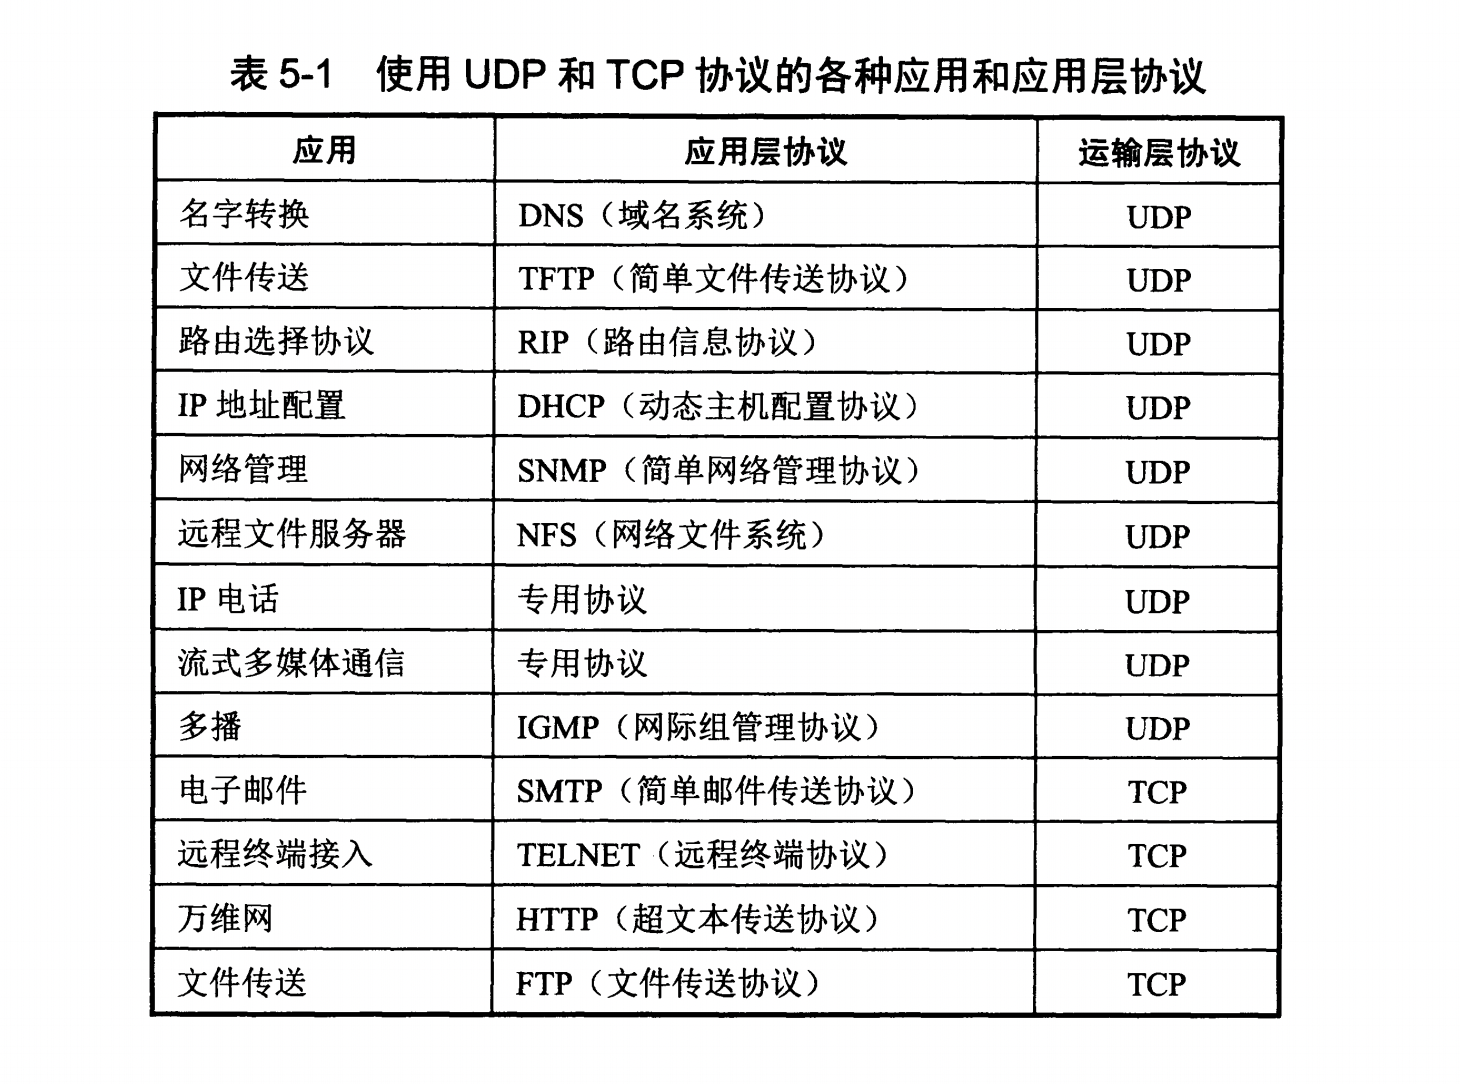 表 5-1 使用 UDP 和 TCP 协议的各种应用和应用层协议
应用 应用层协议 运输层协议
名字转换 DNS（域名系统） UDP
文件传送 TFTP（简单文件传送协议） UDP
路由选择协议 RIP（路由信息协议） UDP
IP 地址配置 DHCP（动态主机配置协议） UDP
网络管理 SNMP（简单网络管理协议） UDP
远程文件服务器 NFS（网络文件系统） UDP
IP 电话 专用协议 UDP
流式多媒体通信 专用协议 UDP
多播 IGMP（网际组管理协议） UDP
电子邮件 SMTP（简单邮件传送协议） TCP
远程终端接入 TELNET（远程终端协议） TCP
万维网 HTTP（超文本传送协议） TCP
文件传送 FTP（文件传送协议） TCP